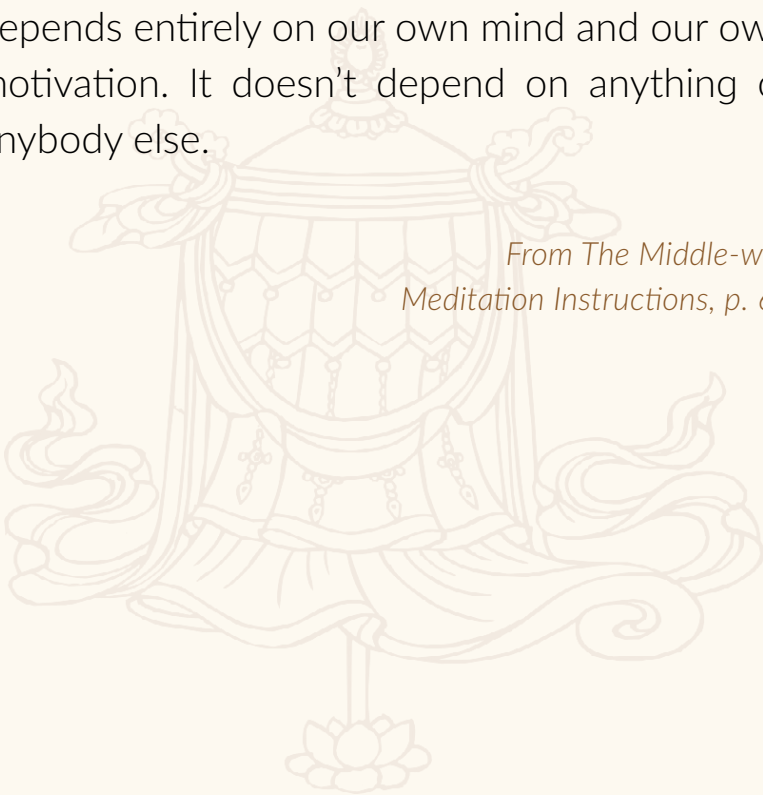 epends entirely on our own mind and our ow
otivation. It doesn't depend on anything
nybody else.
From The Middle-w
Meditation Instructions, p.